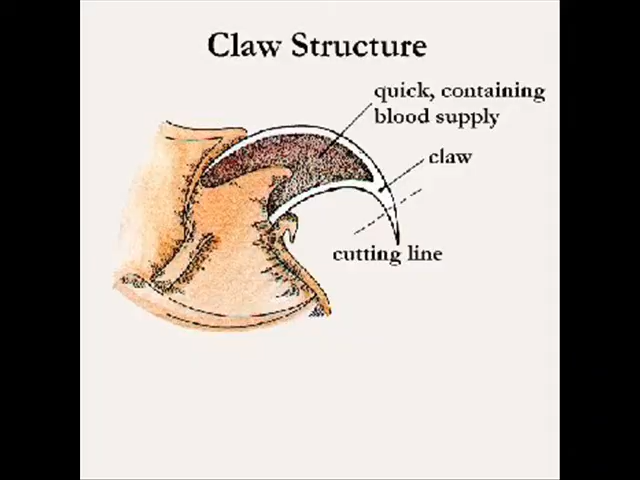 Claw Structure
quick, containing
blood supply
claw
cutting line